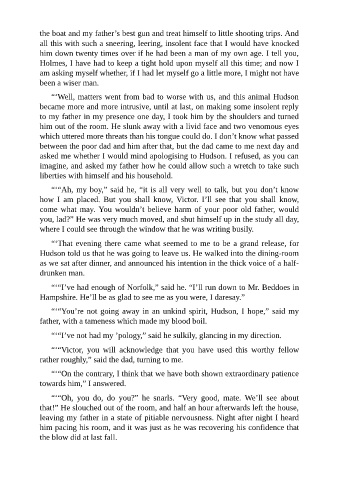 the boat and my father’s best gun and treat himself to little shooting trips. And
all this with such a sneering, leering, insolent face that I would have knocked
him down twenty times over if he had been a man of my own age. I tell you,
Holmes, I have had to keep a tight hold upon myself all this time; and now I
am asking myself whether, if I had let myself go a little more, I might not have
been a wiser man.
“‘Well, matters went from bad to worse with us, and this animal Hudson
became more and more intrusive, until at last, on making some insolent reply
to my father in my presence one day, I took him by the shoulders and turned
him out of the room. He slunk away with a livid face and two venomous eyes
which uttered more threats than his tongue could do. I don’t know what passed
between the poor dad and him after that, but the dad came to me next day and
asked me whether I would mind apologising to Hudson. I refused, as you can
imagine, and asked my father how he could allow such a wretch to take such
liberties with himself and his household.
“‘“Ah, my boy,” said he, “it is all very well to talk, but you don’t know
how I am placed. But you shall know, Victor. I’ll see that you shall know,
come what may. You wouldn’t believe harm of your poor old father, would
you, lad?” He was very much moved, and shut himself up in the study all day,
where I could see through the window that he was writing busily.
“‘That evening there came what seemed to me to be a grand release, for
Hudson told us that he was going to leave us. He walked into the dining-room
as we sat after dinner, and announced his intention in the thick voice of a half-
drunken man.
“‘“I’ve had enough of Norfolk,” said he. “I’ll run down to Mr. Beddoes in
Hampshire. He’ll be as glad to see me as you were, I daresay.”
“‘“You’re not going away in an unkind spirit, Hudson, I hope,” said my
father, with a tameness which made my blood boil.
“‘“I’ve not had my ’pology,” said he sulkily, glancing in my direction.
“‘“Victor, you will acknowledge that you have used this worthy fellow
rather roughly,” said the dad, turning to me.
“‘“On the contrary, I think that we have both shown extraordinary patience
towards him,” I answered.
“‘“Oh, you do, do you?” he snarls. “Very good, mate. We’ll see about
that!” He slouched out of the room, and half an hour afterwards left the house,
leaving my father in a state of pitiable nervousness. Night after night I heard
him pacing his room, and it was just as he was recovering his confidence that
the blow did at last fall.